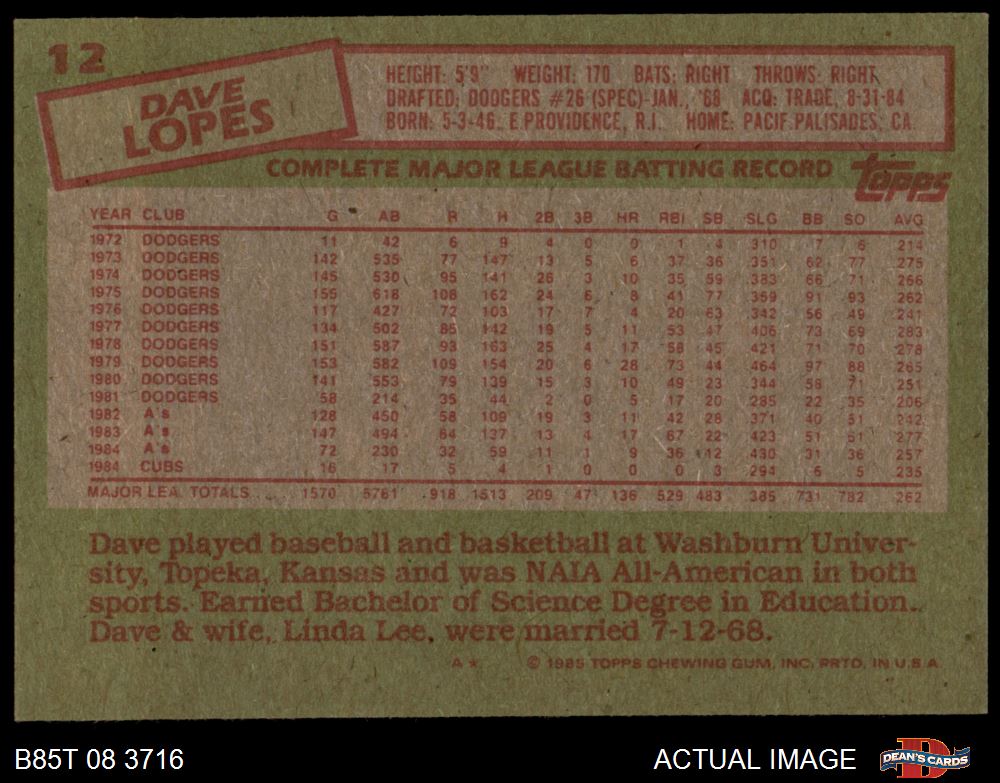 12
DAVE
LOPES
HEIGHT: 5'9" WEIGHT: 170 BATS: RIGHT THROWS: RIGHT
DRAFTED: DODGERS #26 (SPEC)-JAN., '68 ACQ: TRADE, 8-31-84
BORN: 5-3-46, E.PROVIDENCE, R.I. HOME: PACIF.PALISADES, CA.
COMPLETE MAJOR LEAGUE BATTING RECORD topps
YEAR CLUB G AB R H 2B 3B HR RBI SB SLG BB SO AVG
1972 DODGERS 11 42 6 9 4 0 0 1 4 .310 7 6 .214
1973 DODGERS 142 535 77 147 13 5 6 37 36 .351 62 77 .275
1974 DODGERS 145 530 95 141 26 3 10 35 59 .383 66 71 .266
1975 DODGERS 155 618 108 162 24 6 8 41 77 .359 91 93 .262
1976 DODGERS 117 427 72 103 17 7 4 20 63 .342 56 49 .241
1977 DODGERS 134 502 85 142 19 5 11 53 47 .406 73 69 .283
1978 DODGERS 151 587 93 163 25 4 17 58 45 .421 71 70 .278
1979 DODGERS 153 582 109 154 20 6 28 73 44 .464 97 88 .265
1980 DODGERS 141 553 79 139 15 3 10 49 23 .344 58 71 .251
1981 DODGERS 58 214 35 44 2 0 5 17 20 .285 22 35 .206
1982 A's 128 450 58 109 19 3 11 42 28 .371 40 51 .242
1983 A's 147 494 64 137 13 4 17 67 22 .423 51 51 .277
1984 A's 72 230 32 59 11 1 9 36 12 .430 31 36 .257
1984 CUBS 16 17 5 4 1 0 0 0 3 .294 6 5 .235
MAJOR LEA. TOTALS 1570 5781 918 1513 209 47 136 529 483 .385 731 782 .262
Dave played baseball and basketball at Washburn Univer-
sity, Topeka, Kansas and was NAIA All-American in both
sports. Earned Bachelor of Science Degree in Education.
Dave & wife, Linda Lee, were married 7-12-68.
A★ © 1985 TOPPS CHEWING GUM, INC. PRTD. IN U.S.A.
B85T 08 3716 ACTUAL IMAGE DEAN'S CARDS